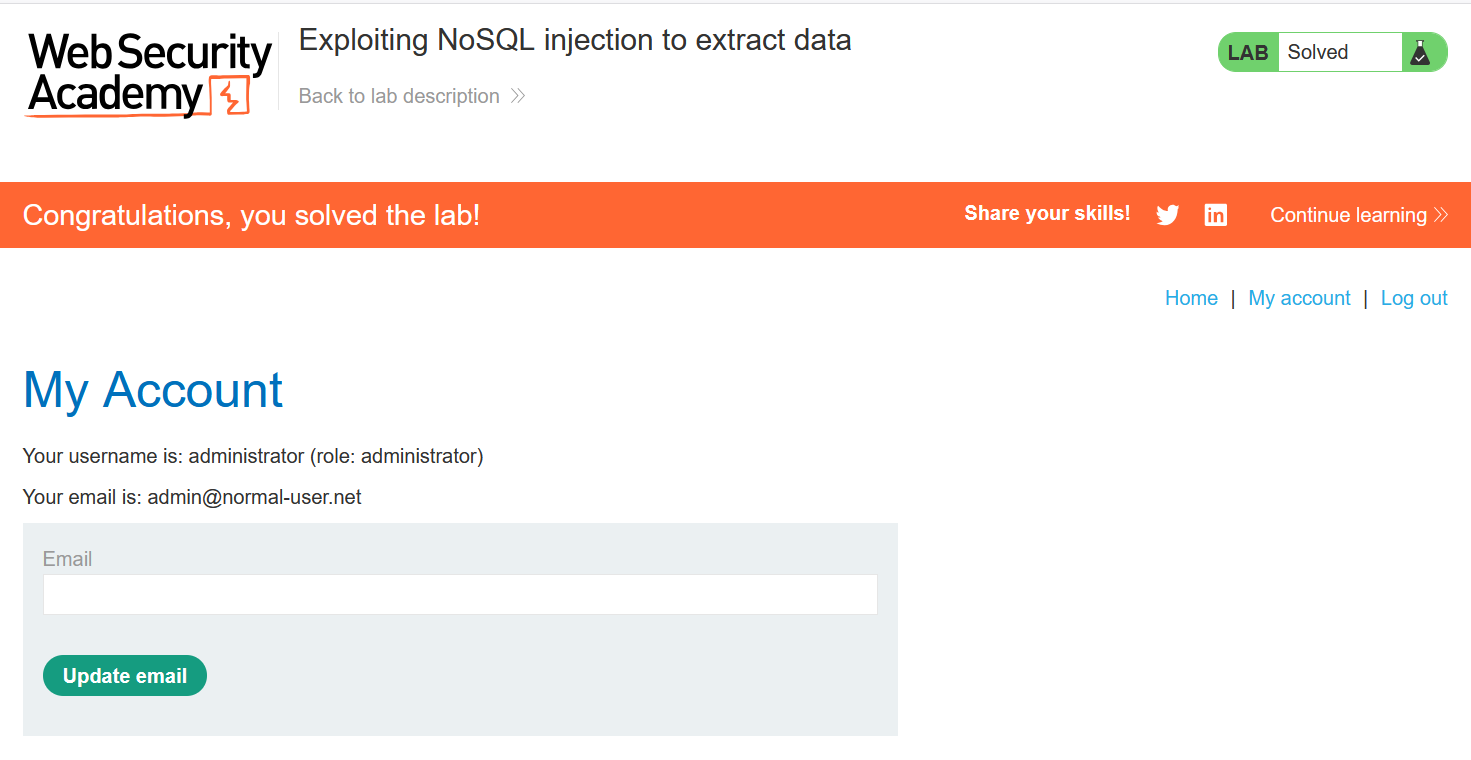 Web Security
Academy
Exploiting NoSQL injection to extract data
Back to lab description
LAB Solved
Congratulations, you solved the lab!
Share your skills!
Continue learning
Home | My account | Log out
My Account
Your username is: administrator (role: administrator)
Your email is: admin@normal-user.net
Email
Update email